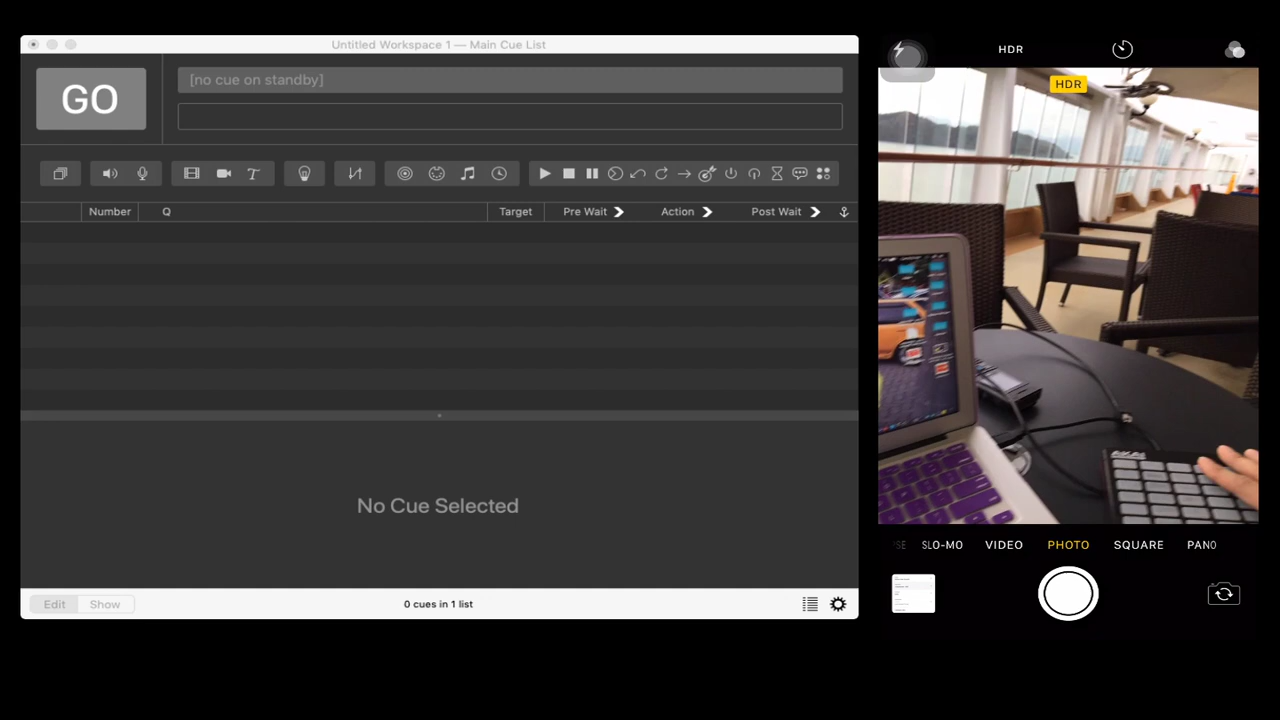 Untitled Workspace 1 — Main Cue List
GO
[no cue on standby]
T
Number Q Target Pre Wait Action Post Wait
No Cue Selected
Edit Show 0 cues in 1 list
HDR
HDR
AKAI
SLO-MO VIDEO PHOTO SQUARE PANO